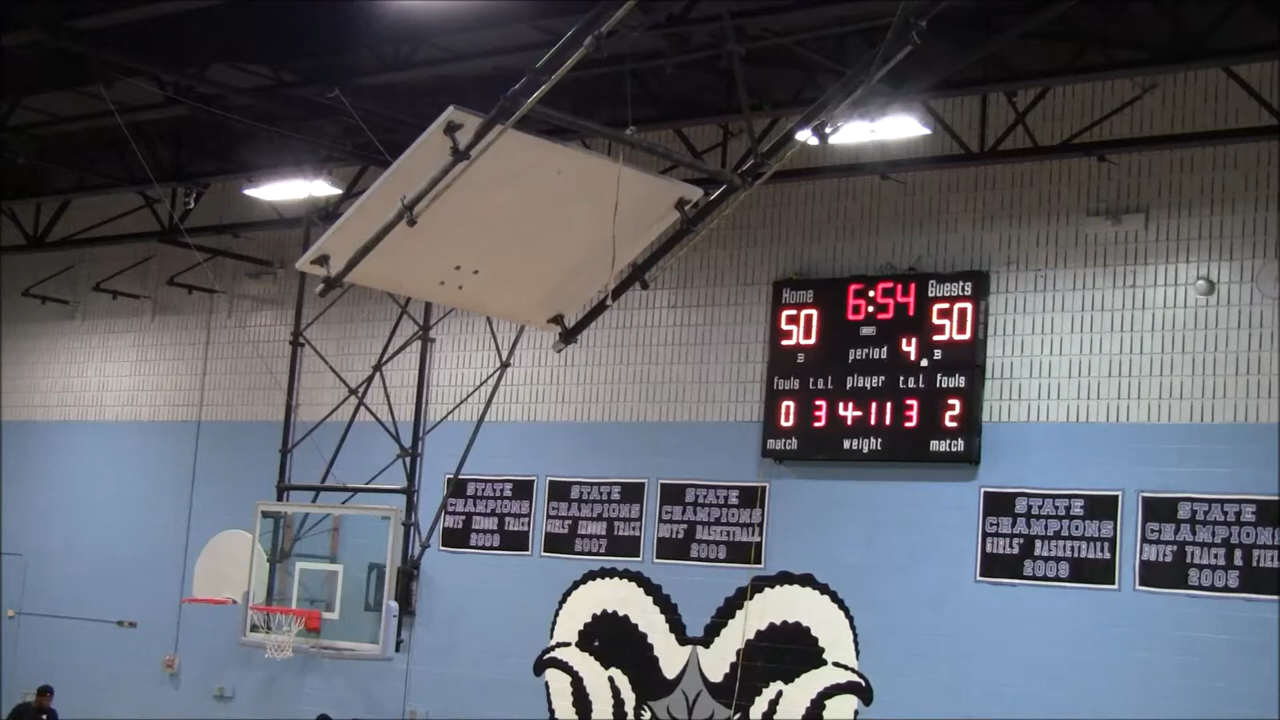 Home 6:54 Guests
50 50
period 4
B B
fouls t.o.l. player t.o.l. fouls
0 3 4-11 3 2
match weight match
STATE
CHAMPIONS
BOYS' INDOOR TRACK
2009
STATE
CHAMPIONS
GIRLS' INDOOR TRACK
2007
STATE
CHAMPIONS
BOYS' BASKETBALL
2009
STATE
CHAMPIONS
GIRLS' BASKETBALL
2009
STATE
CHAMPIONS
BOYS' TRACK & FIEL
2005